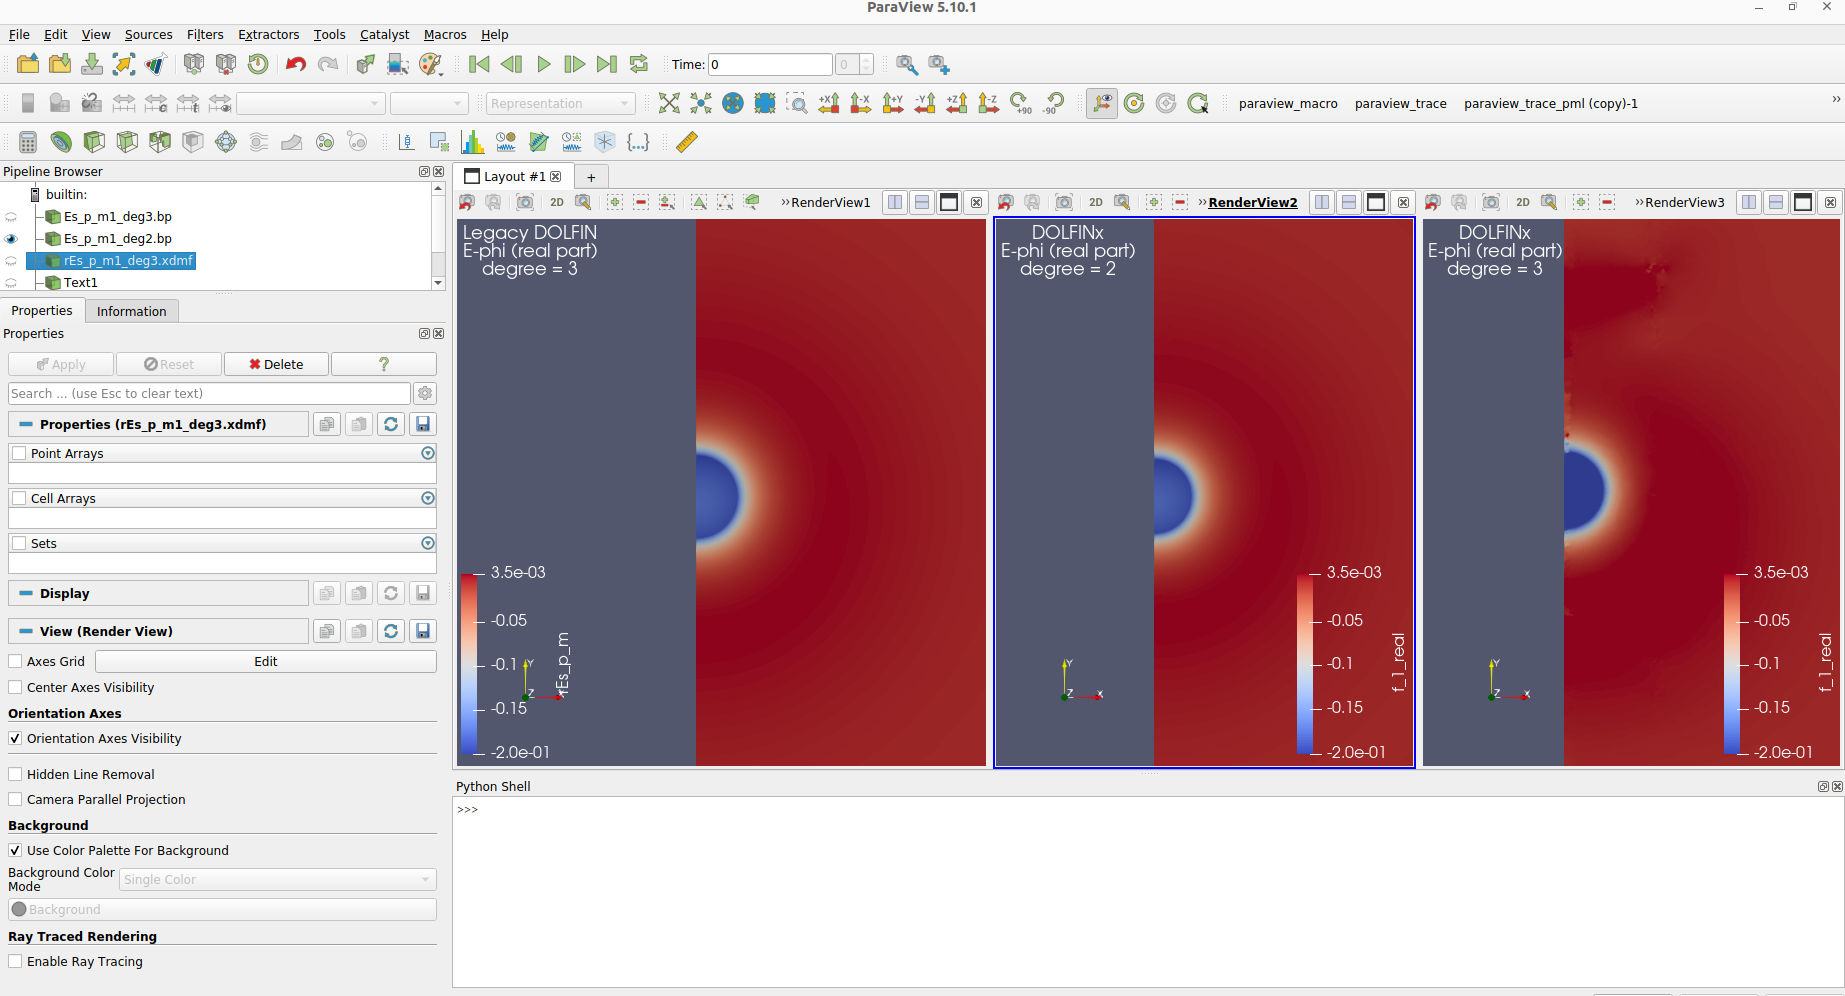 ParaView 5.10.1
File Edit View Sources Filters Extractors Tools Catalyst Macros Help
Time: 0 0
Representation
+X -X +Y -Y +Z -Z +90 -90
paraview_macro paraview_trace paraview_trace_pml (copy)-1 »
Pipeline Browser
builtin:
Es_p_m1_deg3.bp
Es_p_m1_deg2.bp
rEs_p_m1_deg3.xdmf
Text1
Properties Information
Properties
Apply Reset Delete ?
Search ... (use Esc to clear text)
Properties (rEs_p_m1_deg3.xdmf)
Point Arrays
Cell Arrays
Sets
Display
View (Render View)
Axes Grid Edit
Center Axes Visibility
Orientation Axes
Orientation Axes Visibility
Hidden Line Removal
Camera Parallel Projection
Background
Use Color Palette For Background
Background Color
Mode
Single Color
Background
Ray Traced Rendering
Enable Ray Tracing
Layout #1 +
2D »RenderView1
Legacy DOLFIN
E-phi (real part)
degree = 3
3.5e-03
-0.05
-0.1
-0.15
-2.0e-01
rEs_p_m
Y
Z X
2D »RenderView2
DOLFINx
E-phi (real part)
degree = 2
3.5e-03
-0.05
-0.1
-0.15
-2.0e-01
f_1_real
Y
Z X
2D »RenderView3
DOLFINx
E-phi (real part)
degree = 3
3.5e-03
-0.05
-0.1
-0.15
-2.0e-01
f_1_real
Y
Z X
Python Shell
>>>